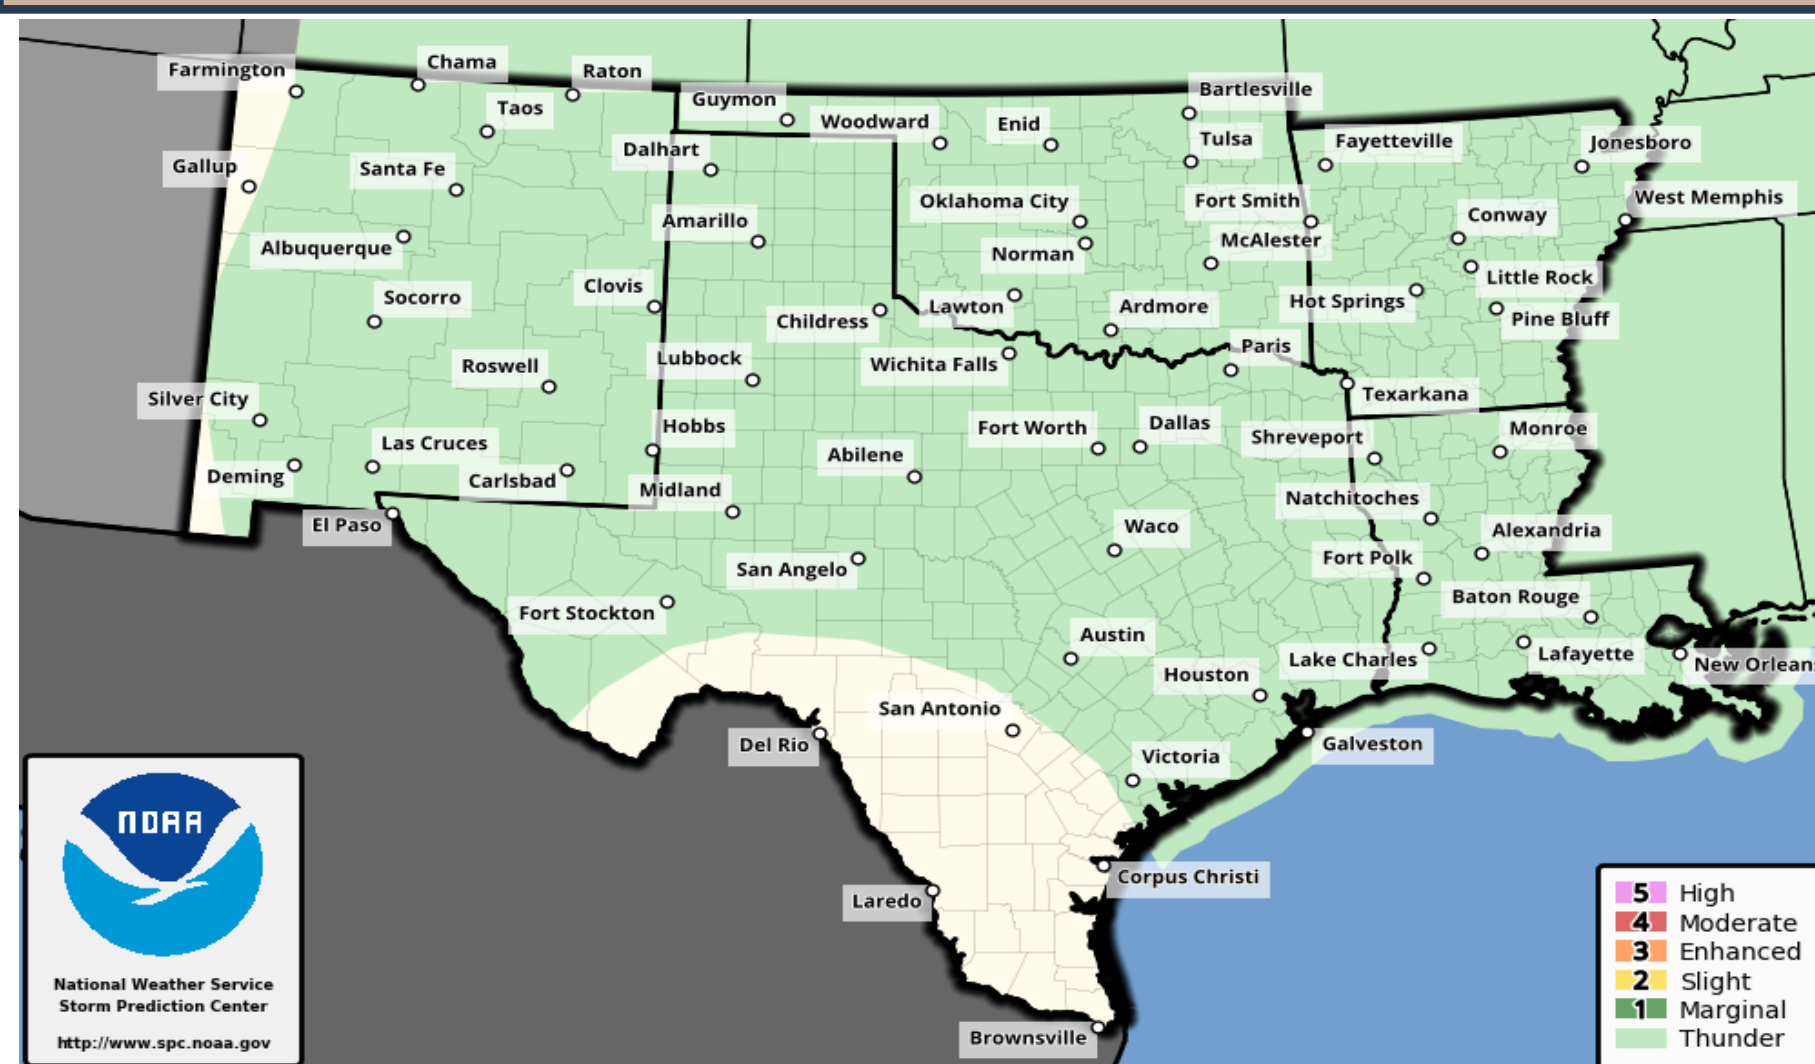 Farmington
Chama
Raton
Taos
Guymon
Woodward
Enid
Bartlesville
Tulsa
Fayetteville
Jonesboro
Gallup
Santa Fe
Dalhart
Oklahoma City
Fort Smith
Conway
West Memphis
Albuquerque
Amarillo
Norman
McAlester
Little Rock
Socorro
Clovis
Childress
Lawton
Ardmore
Hot Springs
Pine Bluff
Roswell
Lubbock
Wichita Falls
Paris
Texarkana
Silver City
Las Cruces
Hobbs
Fort Worth
Dallas
Shreveport
Monroe
Deming
Carlsbad
Midland
Abilene
Natchitoches
El Paso
San Angelo
Waco
Alexandria
Fort Polk
Fort Stockton
Baton Rouge
Austin
Lake Charles
Lafayette
New Orleans
Houston
San Antonio
Del Rio
Victoria
Galveston
Laredo
Corpus Christi
Brownsville
NOAA
National Weather Service
Storm Prediction Center
http://www.spc.noaa.gov
5 High
4 Moderate
3 Enhanced
2 Slight
1 Marginal
Thunder